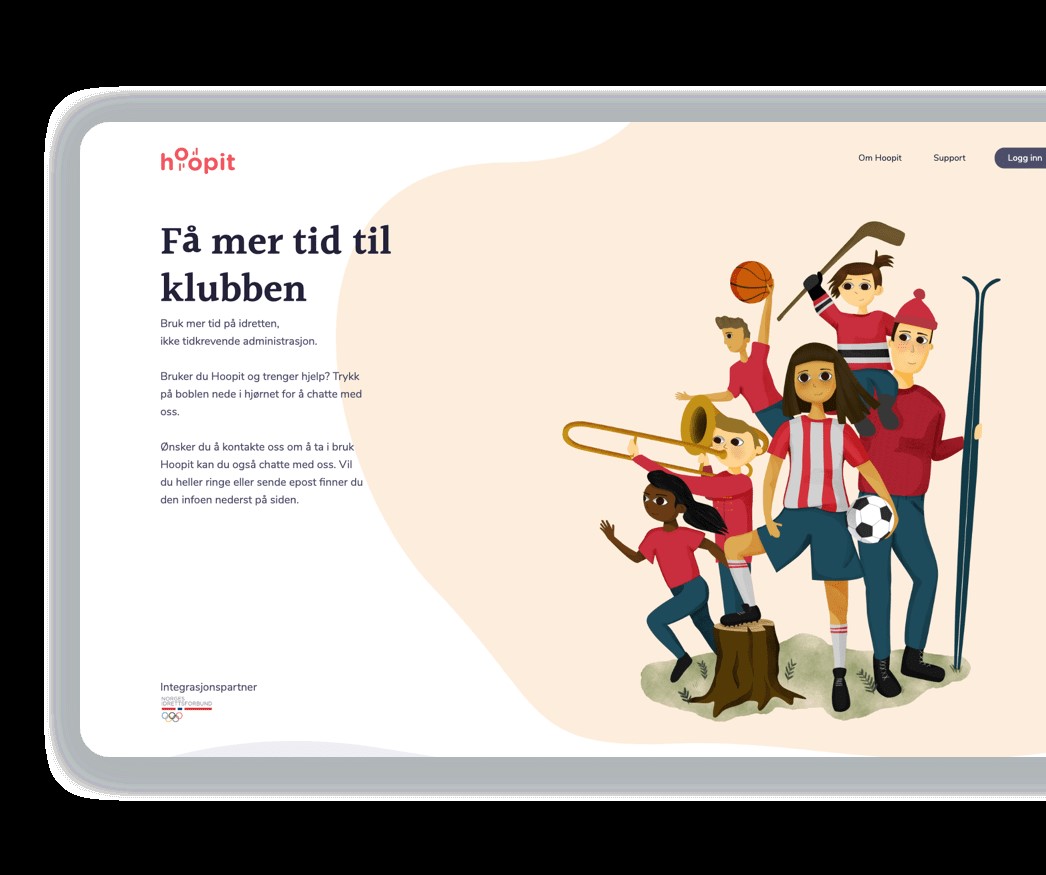 hoopit
Om Hoopit
Support
Logg inn
Få mer tid til
klubben
Bruk mer tid på idretten,
ikke tidkrevende administrasjon.
Bruker du Hoopit og trenger hjelp? Trykk
på boblen nede i hjørnet for å chatte med
oss.
Ønsker du å kontakte oss om å ta i bruk
Hoopit kan du også chatte med oss. Vil
du heller ringe eller sende epost finner du
den infoen nederst på siden.
Integrasjonspartner
NORGES
IDRETTSFORBUND